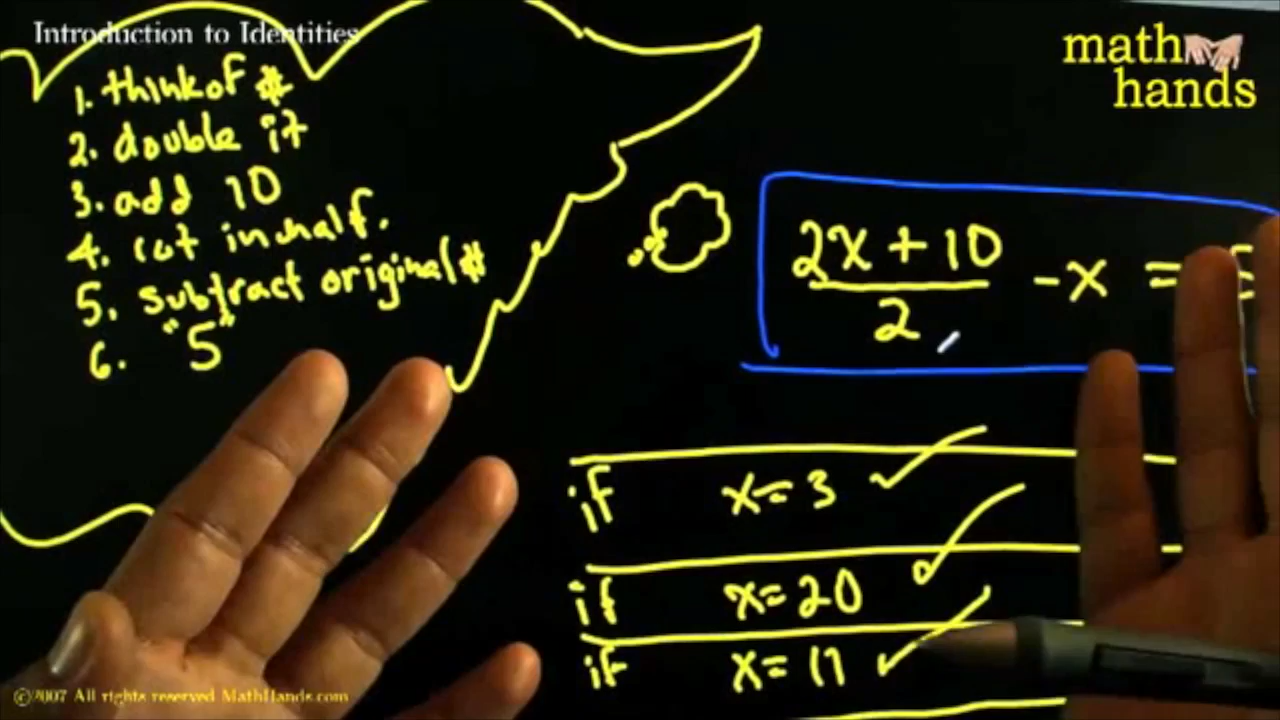 Introduction to Identities
math
hands
1. think of #
2. double it
3. add 10
4. cut in half.
5. subtract original #
6. "5"
2x + 10
2
- x =
if x = 3
if x = 20
if
©2007 All rights reserved MathHands.com